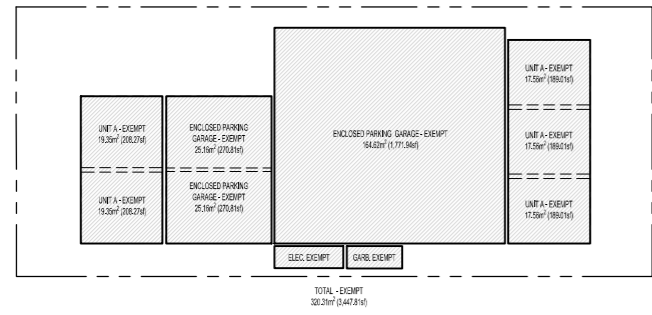 UNIT A - EXEMPT
19.35m² (208.27sf)
UNIT A - EXEMPT
19.35m² (208.27sf)
ENCLOSED PARKING
GARAGE - EXEMPT
25.16m² (270.81sf)
ENCLOSED PARKING
GARAGE - EXEMPT
25.16m² (270.81sf)
ENCLOSED PARKING GARAGE - EXEMPT
164.62m² (1,771.94sf)
UNIT A - EXEMPT
17.56m² (189.01sf)
UNIT A - EXEMPT
17.56m² (189.01sf)
UNIT A - EXEMPT
17.56m² (189.01sf)
ELEC. EXEMPT
GARB. EXEMPT
TOTAL - EXEMPT
320.31m² (3,447.81sf)